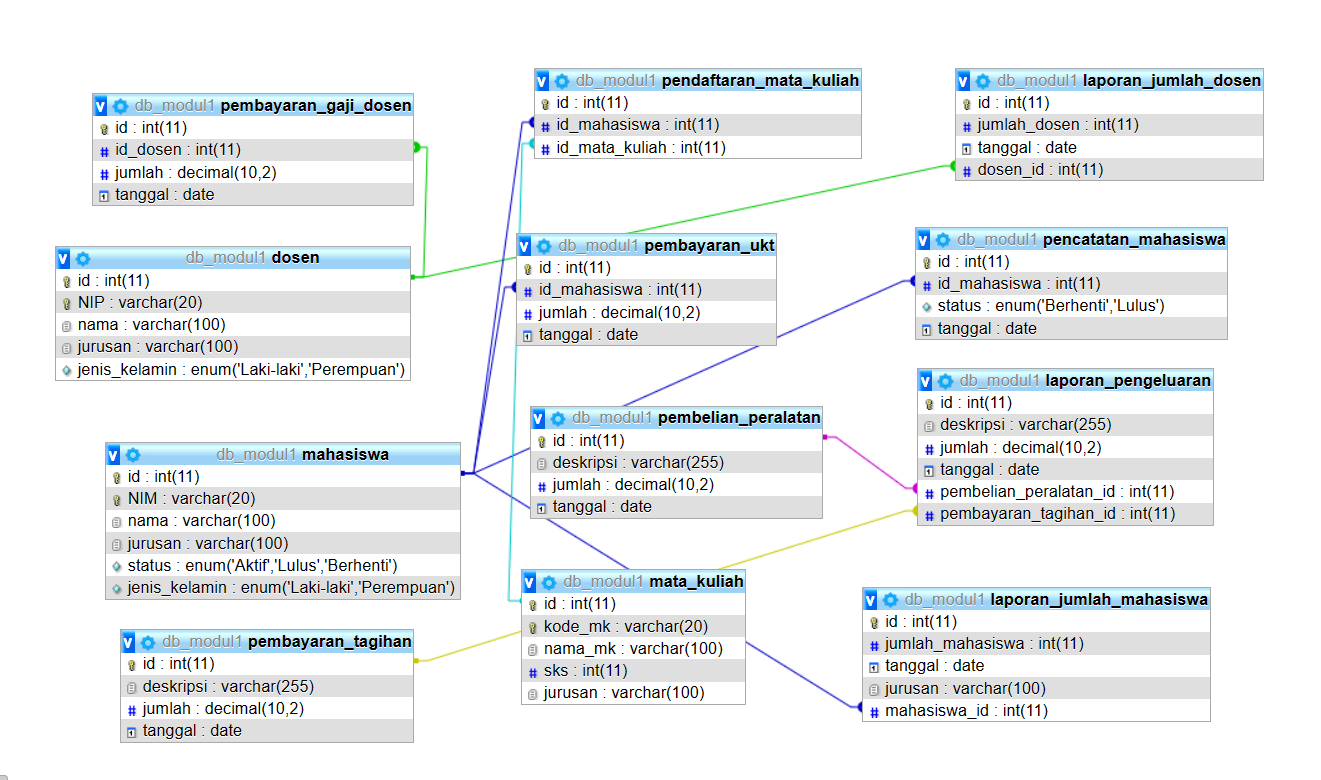 db_modul1 pembayaran_gaji_dosen
id : int(11)
id_dosen : int(11)
jumlah : decimal(10,2)
tanggal : date
db_modul1 dosen
id : int(11)
NIP : varchar(20)
nama : varchar(100)
jurusan : varchar(100)
jenis_kelamin : enum('Laki-laki','Perempuan')
db_modul1 mahasiswa
id : int(11)
NIM : varchar(20)
nama : varchar(100)
jurusan : varchar(100)
status : enum('Aktif','Lulus','Berhenti')
jenis_kelamin : enum('Laki-laki','Perempuan')
db_modul1 pembayaran_tagihan
id : int(11)
deskripsi : varchar(255)
jumlah : decimal(10,2)
tanggal : date
db_modul1 pendaftaran_mata_kuliah
id : int(11)
id_mahasiswa : int(11)
id_mata_kuliah : int(11)
db_modul1 pembayaran_ukt
id : int(11)
id_mahasiswa : int(11)
jumlah : decimal(10,2)
tanggal : date
db_modul1 pembelian_peralatan
id : int(11)
deskripsi : varchar(255)
jumlah : decimal(10,2)
tanggal : date
db_modul1 mata_kuliah
id : int(11)
kode_mk : varchar(20)
nama_mk : varchar(100)
sks : int(11)
jurusan : varchar(100)
db_modul1 laporan_jumlah_dosen
id : int(11)
jumlah_dosen : int(11)
tanggal : date
dosen_id : int(11)
db_modul1 pencatatan_mahasiswa
id : int(11)
id_mahasiswa : int(11)
status : enum('Berhenti','Lulus')
tanggal : date
db_modul1 laporan_pengeluaran
id : int(11)
deskripsi : varchar(255)
jumlah : decimal(10,2)
tanggal : date
pembelian_peralatan_id : int(11)
pembayaran_tagihan_id : int(11)
db_modul1 laporan_jumlah_mahasiswa
id : int(11)
jumlah_mahasiswa : int(11)
tanggal : date
jurusan : varchar(100)
mahasiswa_id : int(11)